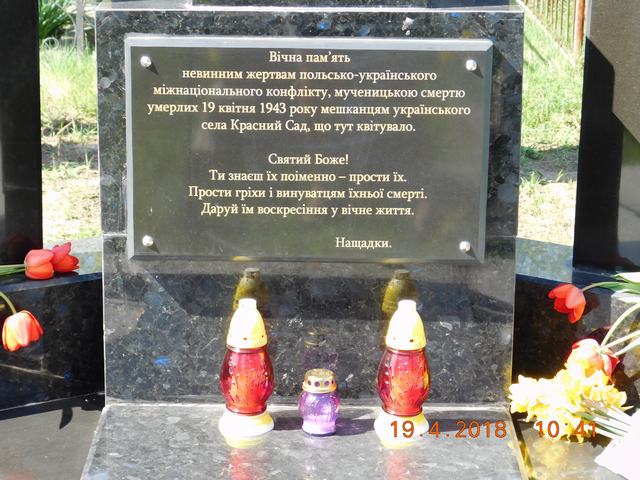 Вічна пам'ять
невинним жертвам польсько-українського
міжнаціонального конфлікту, мученицькою смертю
умерлих 19 квітня 1943 року мешканцям українського
села Красний Сад, що тут квітувало.
Святий Боже!
Ти знаєш їх поіменно – прости їх.
Прости гріхи і винуватцям їхньої смерті.
Даруй їм воскресіння у вічне життя.
Нащадки.
19.4.2018 10:41